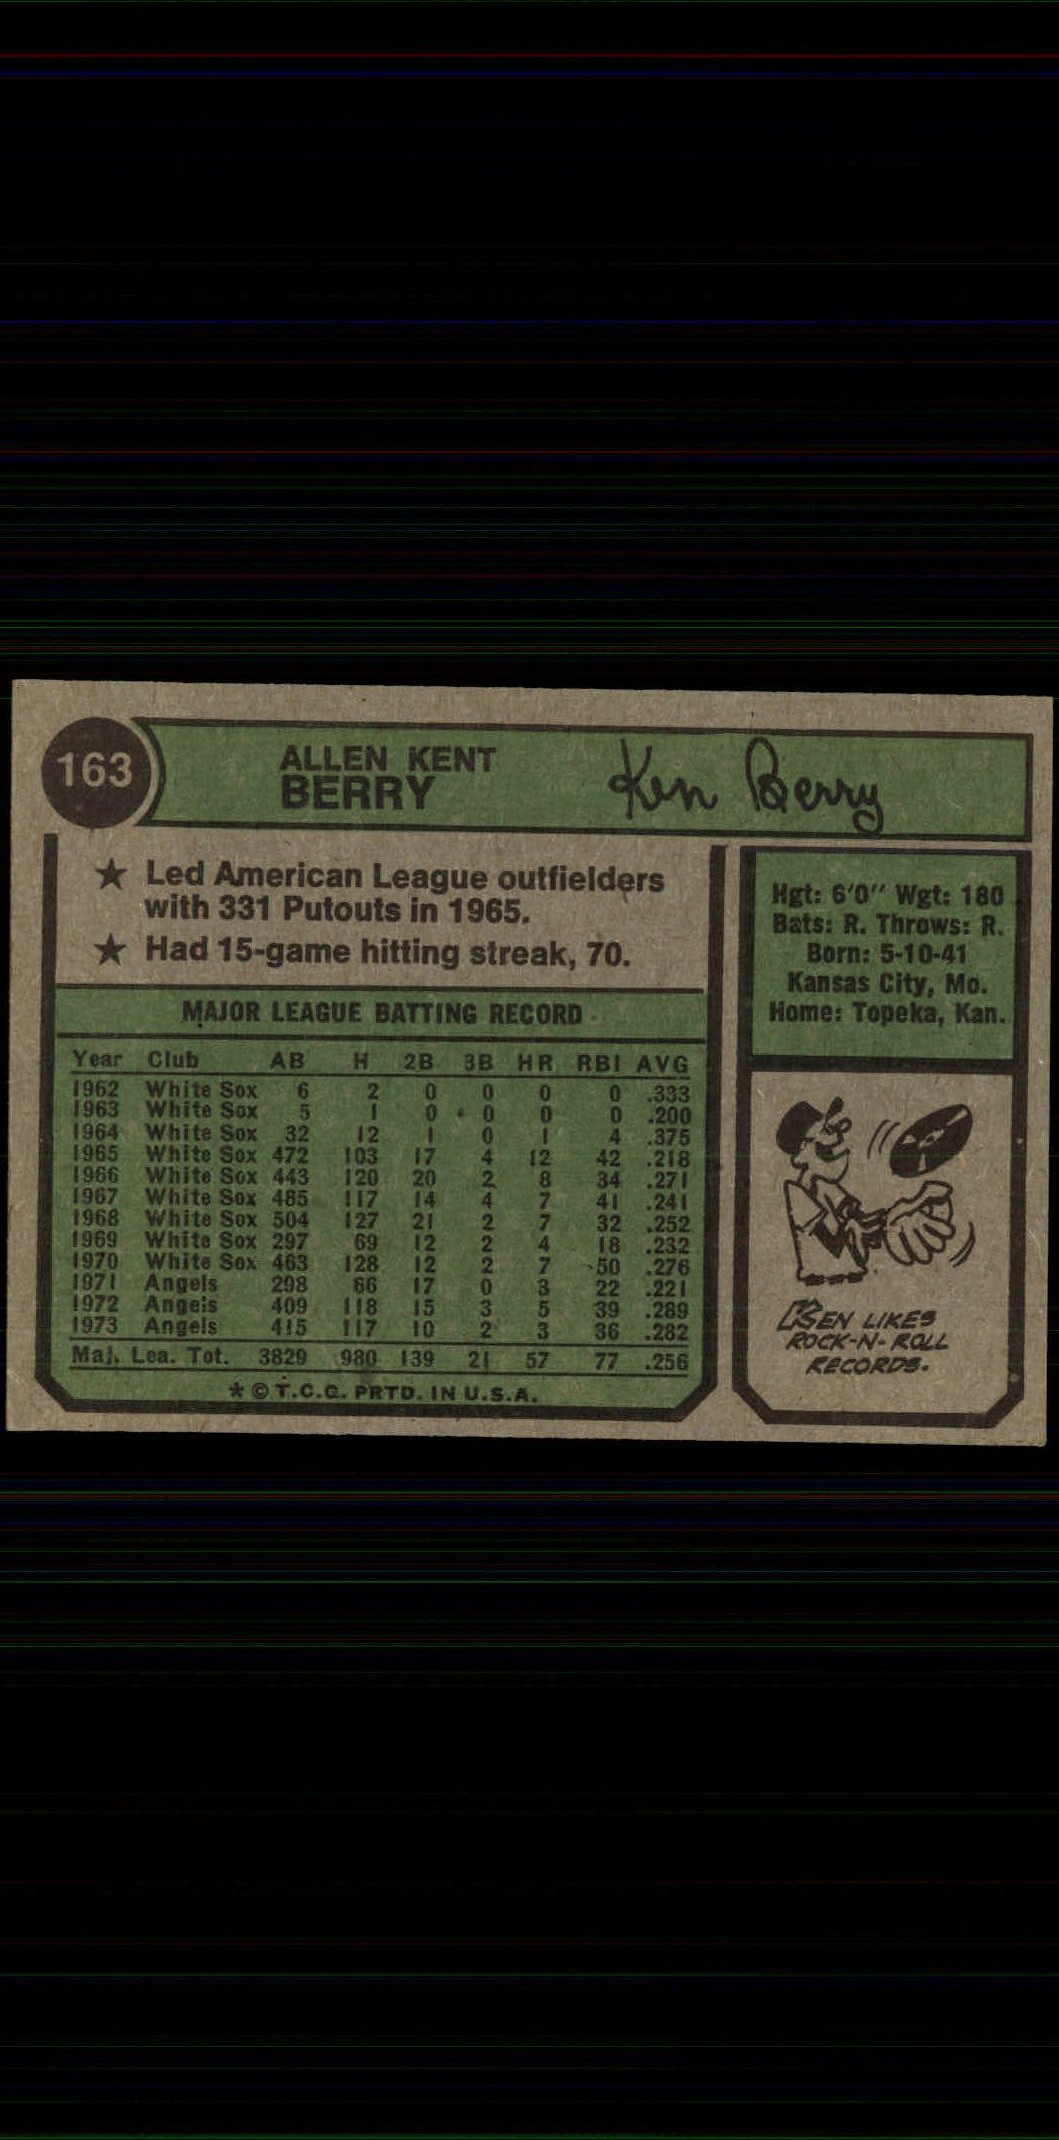 163
ALLEN KENT
BERRY
Ken Berry
★ Led American League outfielders
with 331 Putouts in 1965.
★ Had 15-game hitting streak, 70.
MAJOR LEAGUE BATTING RECORD
Year Club AB H 2B 3B HR RBI AVG
1962 White Sox 6 2 0 0 0 0 .333
1963 White Sox 5 1 0 0 0 0 .200
1964 White Sox 32 12 1 0 1 4 .375
1965 White Sox 472 103 17 4 12 42 .218
1966 White Sox 443 120 20 2 8 34 .271
1967 White Sox 485 117 14 4 7 41 .241
1968 White Sox 504 127 21 2 7 32 .252
1969 White Sox 297 69 12 2 4 18 .232
1970 White Sox 463 128 12 2 7 50 .276
1971 Angels 298 66 17 0 3 22 .221
1972 Angels 409 118 15 3 5 39 .289
1973 Angels 415 117 10 2 3 36 .282
Maj. Lea. Tot. 3829 980 139 21 57 77 .256
* © T.C.G. PRTD. IN U.S.A.
Hgt: 6'0" Wgt: 180
Bats: R. Throws: R.
Born: 5-10-41
Kansas City, Mo.
Home: Topeka, Kan.
KEN LIKES
ROCK-N-ROLL
RECORDS.